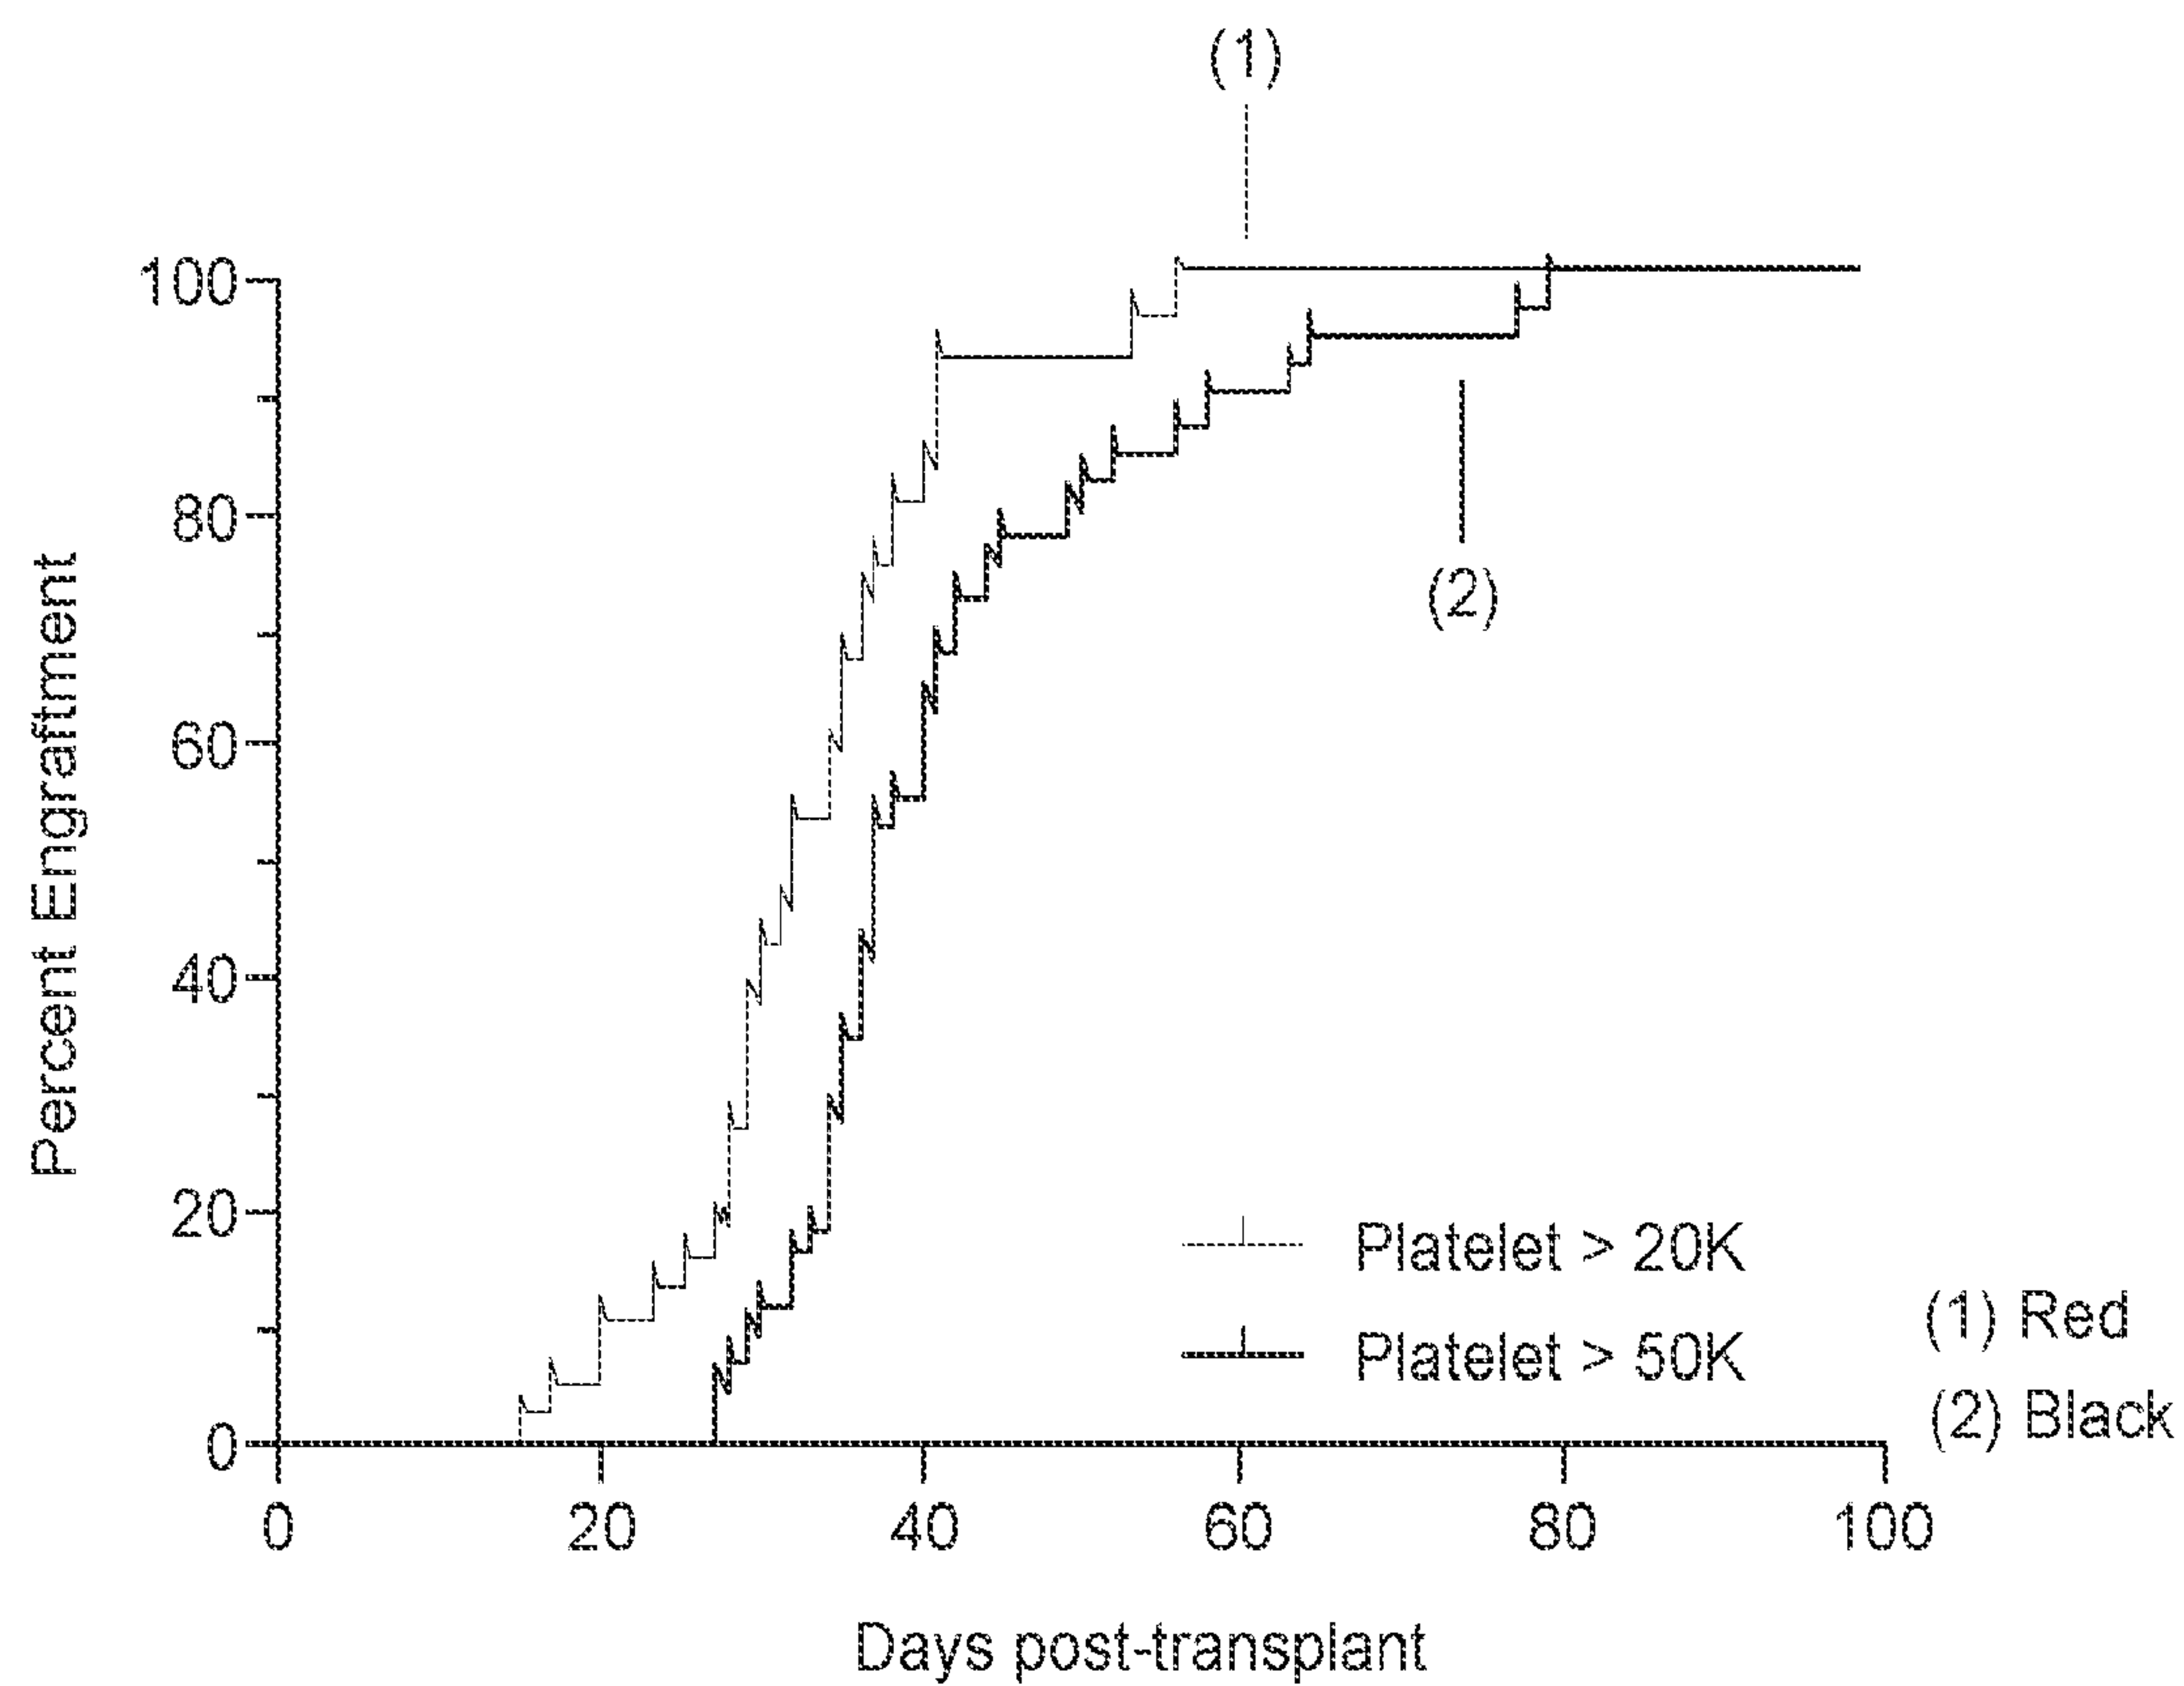 (1)
100
80
60
40
20
0
Percent Engraftment
(2)
Platelet > 20K
Platelet > 50K
(1) Red
(2) Black
0 20 40 60 80 100
Days post-transplant